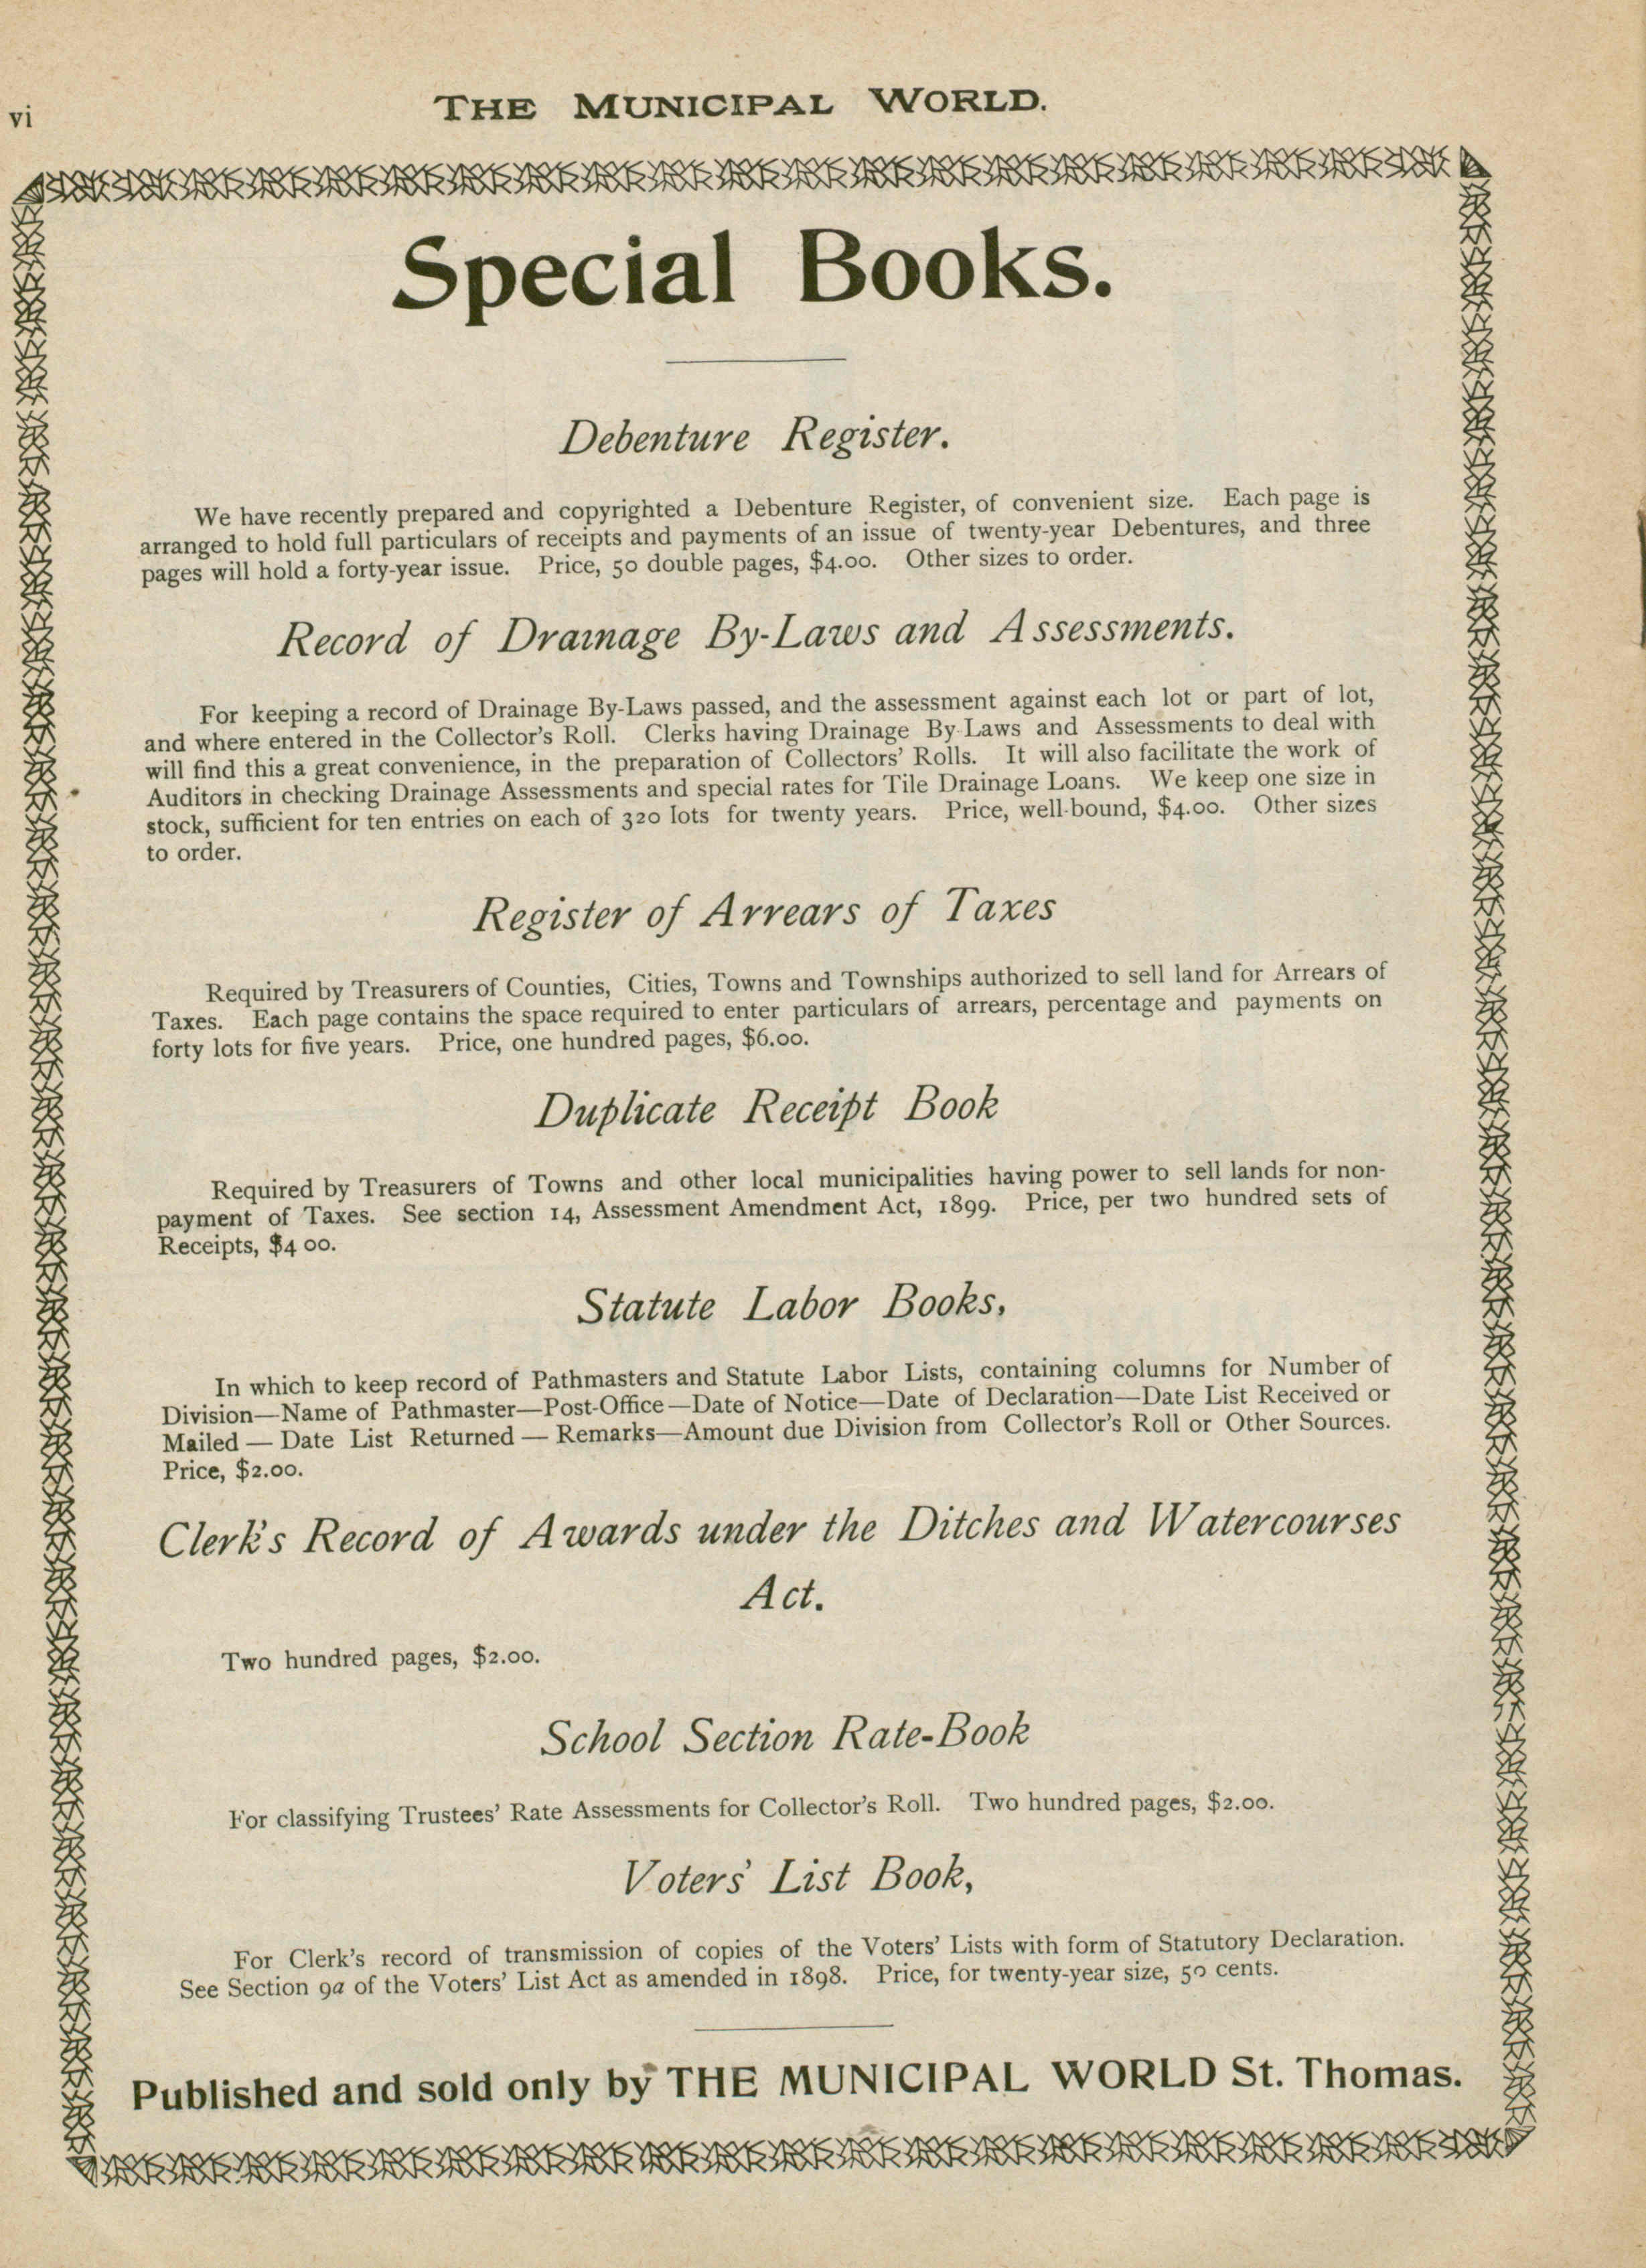 vi
THE MUNICIPAL WORLD.
Special Books.
Debenture Register.
We have recently prepared and copyrighted a Debenture Register, of convenient size. Each page is
arranged to hold full particulars of receipts and payments of an issue of twenty-year Debentures, and three
pages will hold a forty-year issue. Price, 50 double pages, $4.00. Other sizes to order.
Record of Drainage By-Laws and Assessments.
For keeping a record of Drainage By-Laws passed, and the assessment against each lot or part of lot,
and where entered in the Collector's Roll. Clerks having Drainage By-Laws and Assessments to deal with
will find this a great convenience, in the preparation of Collectors' Rolls. It will also facilitate the work of
Auditors in checking Drainage Assessments and special rates for Tile Drainage Loans. We keep one size in
stock, sufficient for ten entries on each of 320 lots for twenty years. Price, well-bound, $4.00. Other sizes
to order.
Register of Arrears of Taxes
Required by Treasurers of Counties, Cities, Towns and Townships authorized to sell land for Arrears of
Taxes. Each page contains the space required to enter particulars of arrears, percentage and payments on
forty lots for five years. Price, one hundred pages, $6.00.
Duplicate Receipt Book
Required by Treasurers of Towns and other local municipalities having power to sell lands for non-
payment of Taxes. See section 14, Assessment Amendment Act, 1899. Price, per two hundred sets of
Receipts, $4 00.
Statute Labor Books,
In which to keep record of Pathmasters and Statute Labor Lists, containing columns for Number of
Division—Name of Pathmaster—Post-Office—Date of Notice—Date of Declaration—Date List Received or
Mailed — Date List Returned — Remarks—Amount due Division from Collector's Roll or Other Sources.
Price, $2.00.
Clerk's Record of Awards under the Ditches and Watercourses
Act.
Two hundred pages, $2.00.
School Section Rate-Book
For classifying Trustees' Rate Assessments for Collector's Roll. Two hundred pages, $2.00.
Voters' List Book,
For Clerk's record of transmission of copies of the Voters' Lists with form of Statutory Declaration.
See Section 9a of the Voters' List Act as amended in 1898. Price, for twenty-year size, 50 cents.
Published and sold only by THE MUNICIPAL WORLD St. Thomas.